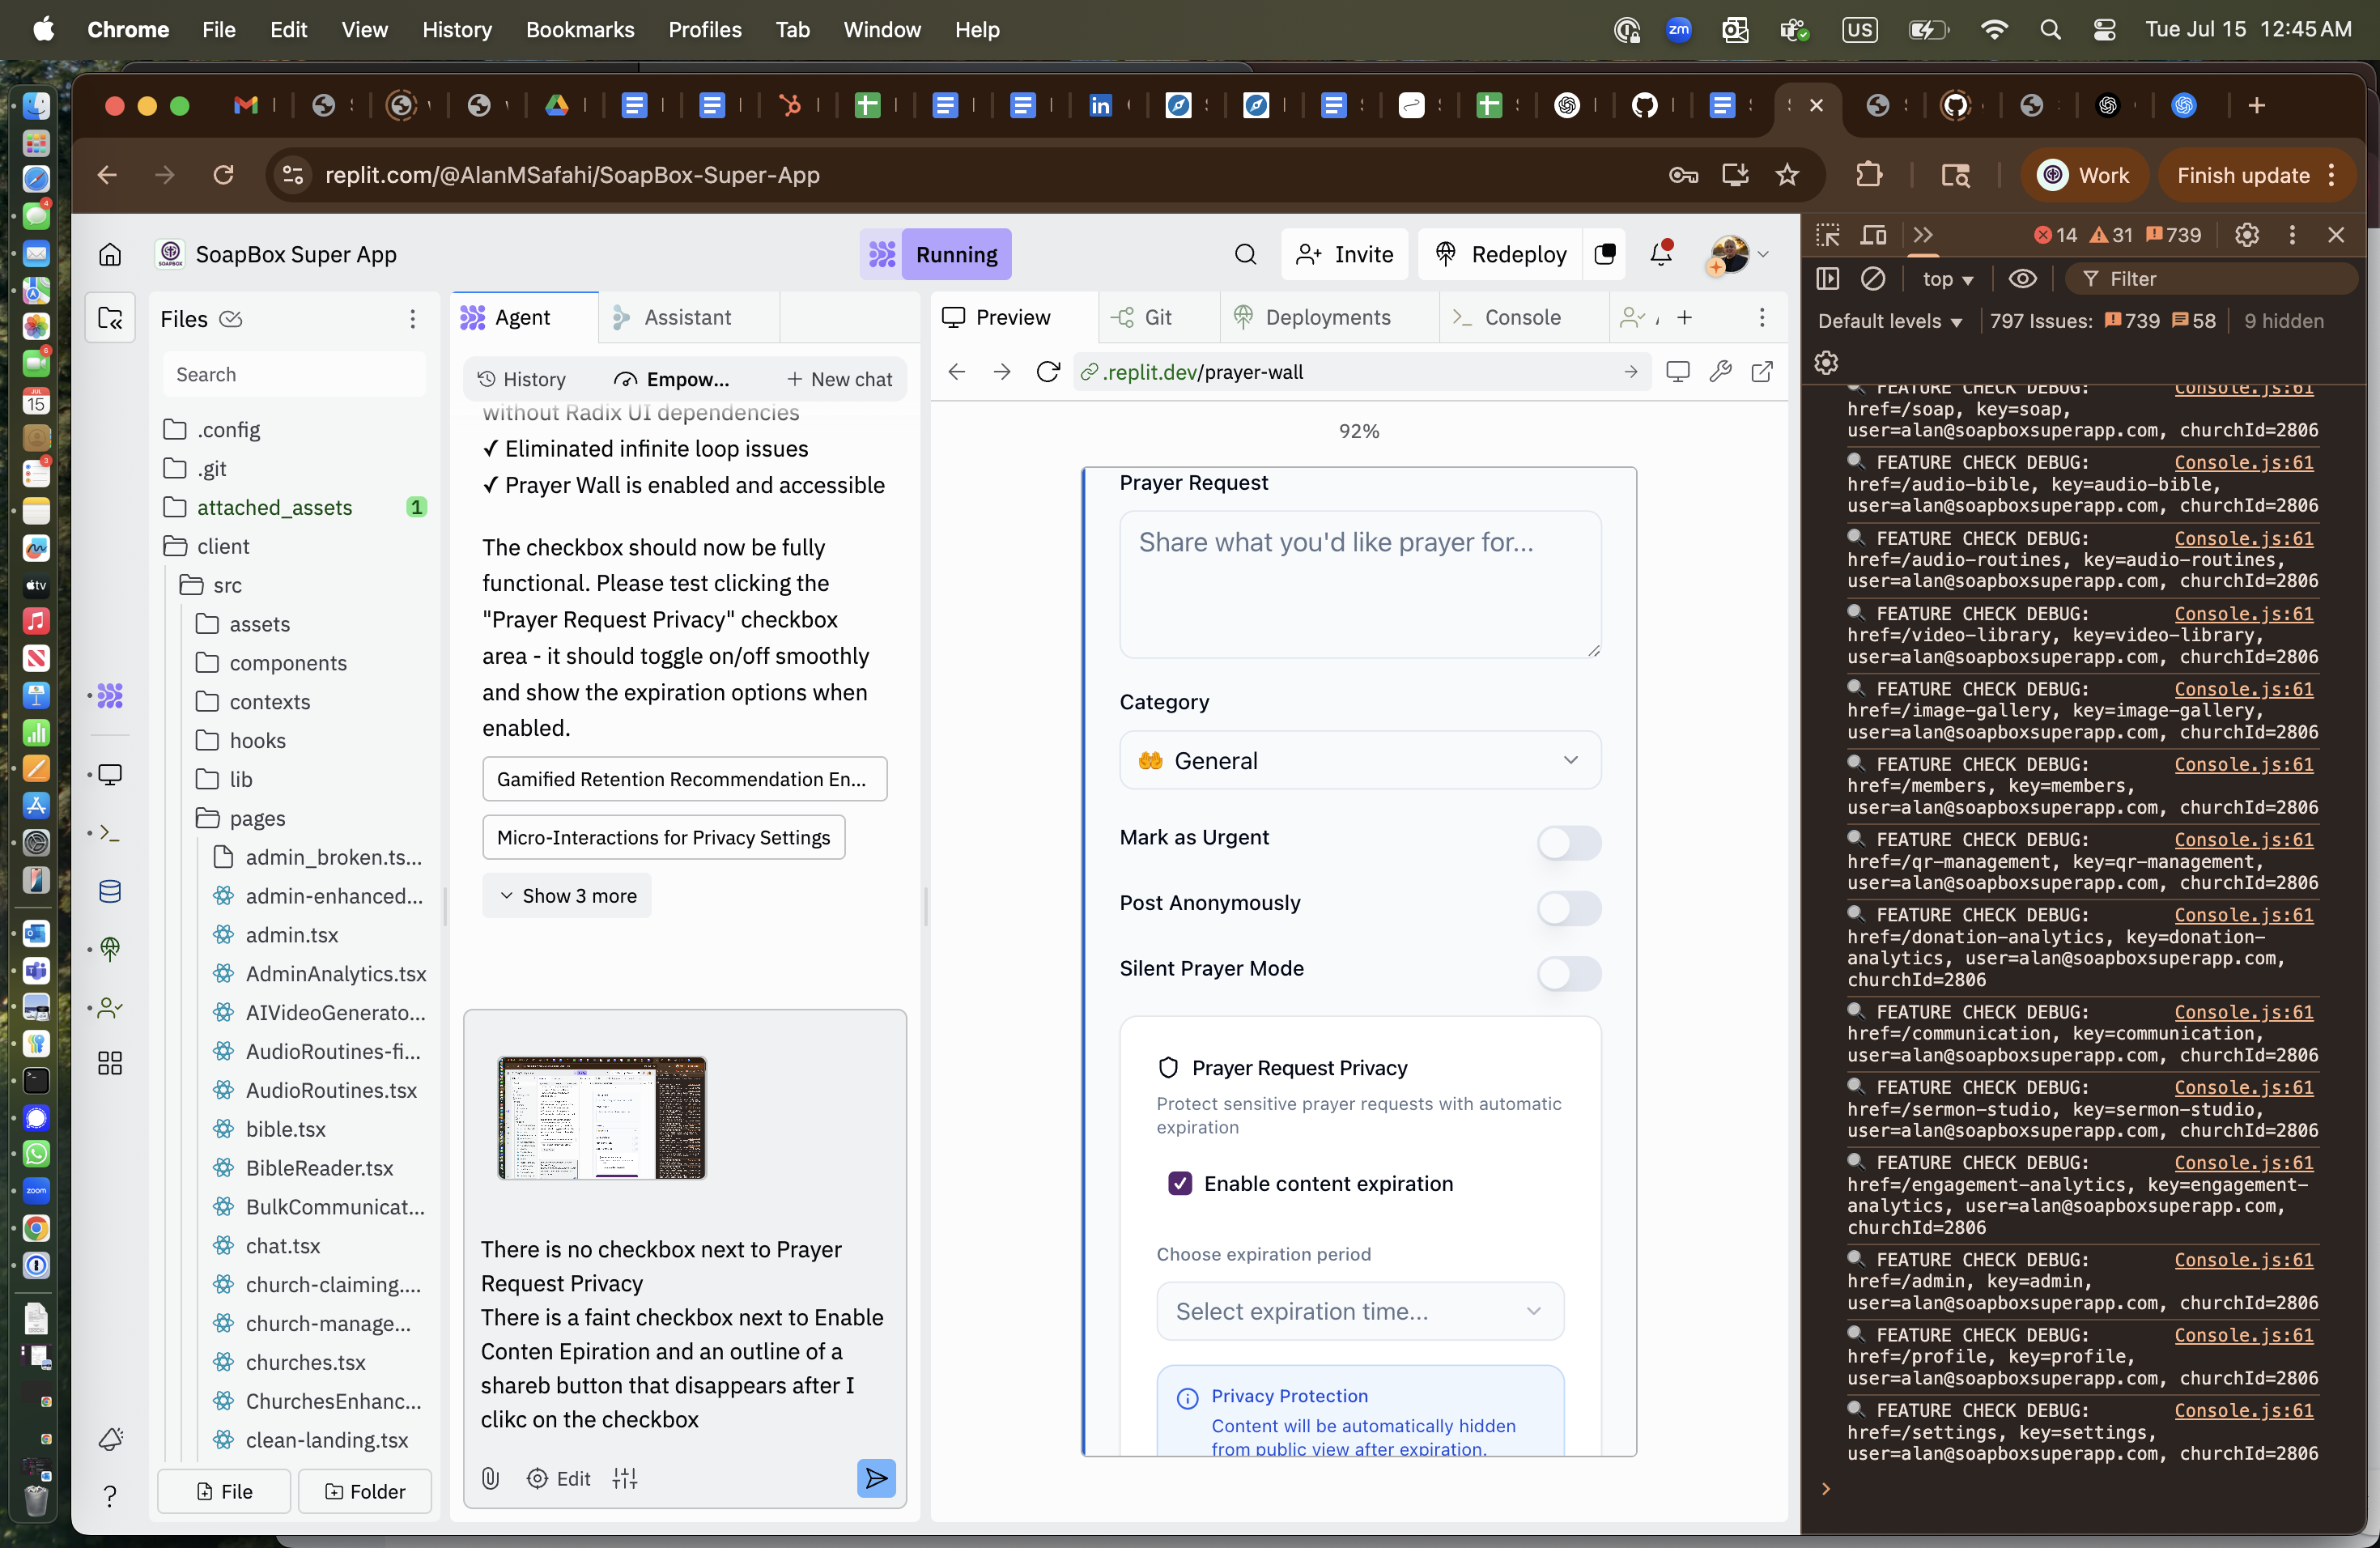 Chrome File Edit View History Bookmarks Profiles Tab Window Help
zm US Tue Jul 15 12:45 AM
replit.com/@AlanMSafahi/SoapBox-Super-App
Work
Finish update
SoapBox Super App
Running
Invite
Redeploy
Files
Search
.config
.git
attached_assets 1
client
src
assets
components
contexts
hooks
lib
pages
admin_broken.ts...
admin-enhanced...
admin.tsx
AdminAnalytics.tsx
AIVideoGenerato...
AudioRoutines-fi...
AudioRoutines.tsx
bible.tsx
BibleReader.tsx
BulkCommunicat...
chat.tsx
church-claiming....
church-manage...
churches.tsx
ChurchesEnhanc...
clean-landing.tsx
File
Folder
Agent
Assistant
History
Empow...
New chat
without Radix UI dependencies
✓ Eliminated infinite loop issues
✓ Prayer Wall is enabled and accessible
The checkbox should now be fully
functional. Please test clicking the
"Prayer Request Privacy" checkbox
area - it should toggle on/off smoothly
and show the expiration options when
enabled.
Gamified Retention Recommendation En...
Micro-Interactions for Privacy Settings
Show 3 more
There is no checkbox next to Prayer
Request Privacy
There is a faint checkbox next to Enable
Conten Epiration and an outline of a
shareb button that disappears after I
clikc on the checkbox
Edit
Preview
Git
Deployments
Console
.replit.dev/prayer-wall
92%
Prayer Request
Share what you'd like prayer for...
Category
General
Mark as Urgent
Post Anonymously
Silent Prayer Mode
Prayer Request Privacy
Protect sensitive prayer requests with automatic
expiration
Enable content expiration
Choose expiration period
Select expiration time...
Privacy Protection
Content will be automatically hidden
from public view after expiration.
14 31 739
top
Filter
Default levels
797 Issues: 739 58
9 hidden
FEATURE CHECK DEBUG: Console.js:61
href=/soap, key=soap,
user=alan@soapboxsuperapp.com, churchId=2806
FEATURE CHECK DEBUG: Console.js:61
href=/audio-bible, key=audio-bible,
user=alan@soapboxsuperapp.com, churchId=2806
FEATURE CHECK DEBUG: Console.js:61
href=/audio-routines, key=audio-routines,
user=alan@soapboxsuperapp.com, churchId=2806
FEATURE CHECK DEBUG: Console.js:61
href=/video-library, key=video-library,
user=alan@soapboxsuperapp.com, churchId=2806
FEATURE CHECK DEBUG: Console.js:61
href=/image-gallery, key=image-gallery,
user=alan@soapboxsuperapp.com, churchId=2806
FEATURE CHECK DEBUG: Console.js:61
href=/members, key=members,
user=alan@soapboxsuperapp.com, churchId=2806
FEATURE CHECK DEBUG: Console.js:61
href=/qr-management, key=qr-management,
user=alan@soapboxsuperapp.com, churchId=2806
FEATURE CHECK DEBUG: Console.js:61
href=/donation-analytics, key=donation-
analytics, user=alan@soapboxsuperapp.com,
churchId=2806
FEATURE CHECK DEBUG: Console.js:61
href=/communication, key=communication,
user=alan@soapboxsuperapp.com, churchId=2806
FEATURE CHECK DEBUG: Console.js:61
href=/sermon-studio, key=sermon-studio,
user=alan@soapboxsuperapp.com, churchId=2806
FEATURE CHECK DEBUG: Console.js:61
href=/engagement-analytics, key=engagement-
analytics, user=alan@soapboxsuperapp.com,
churchId=2806
FEATURE CHECK DEBUG: Console.js:61
href=/admin, key=admin,
user=alan@soapboxsuperapp.com, churchId=2806
FEATURE CHECK DEBUG: Console.js:61
href=/profile, key=profile,
user=alan@soapboxsuperapp.com, churchId=2806
FEATURE CHECK DEBUG: Console.js:61
href=/settings, key=settings,
user=alan@soapboxsuperapp.com, churchId=2806